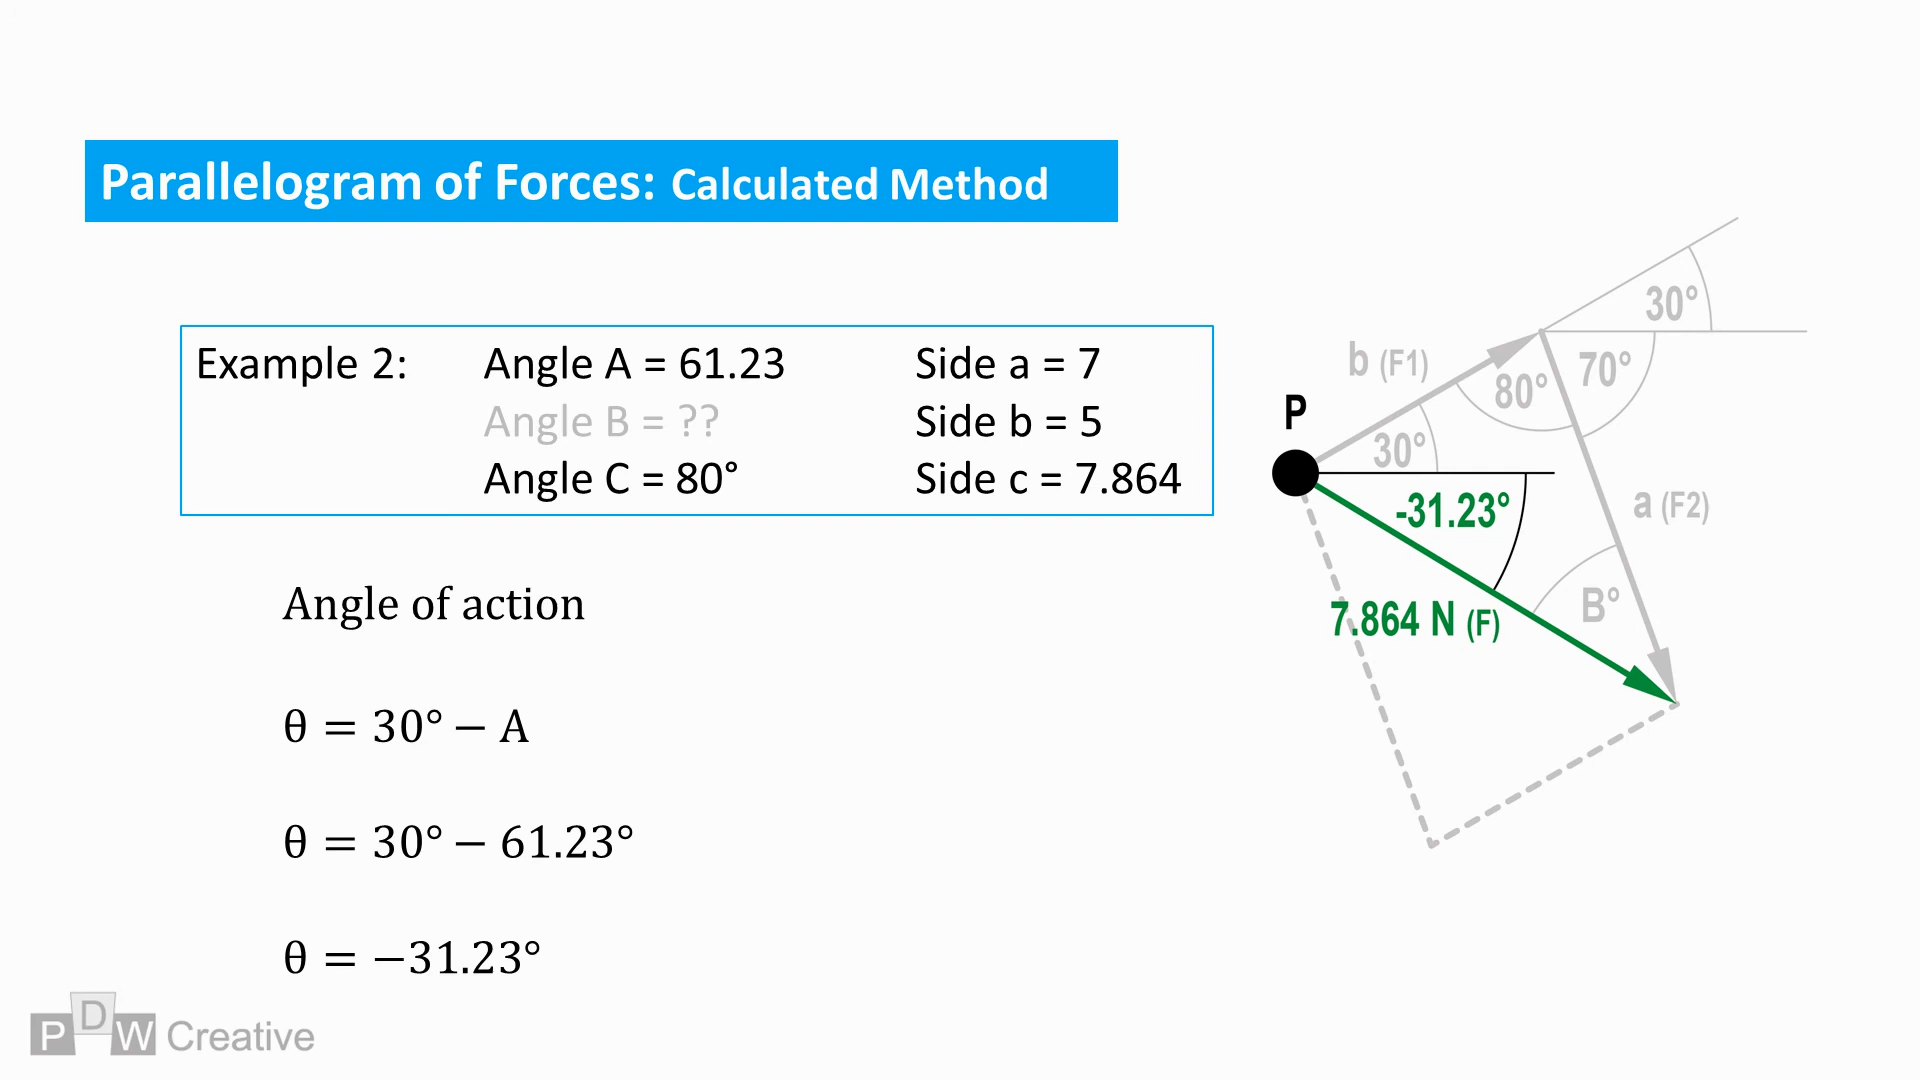 Parallelogram of Forces: Calculated Method
Example 2: Angle A = 61.23 Side a = 7
Angle B = ?? Side b = 5
Angle C = 80° Side c = 7.864
Angle of action
θ = 30° − A
θ = 30° − 61.23°
θ = −31.23°
30°
b (F1)
80°
70°
P
30°
-31.23°
a (F2)
7.864 N (F)
B°
PDW Creative